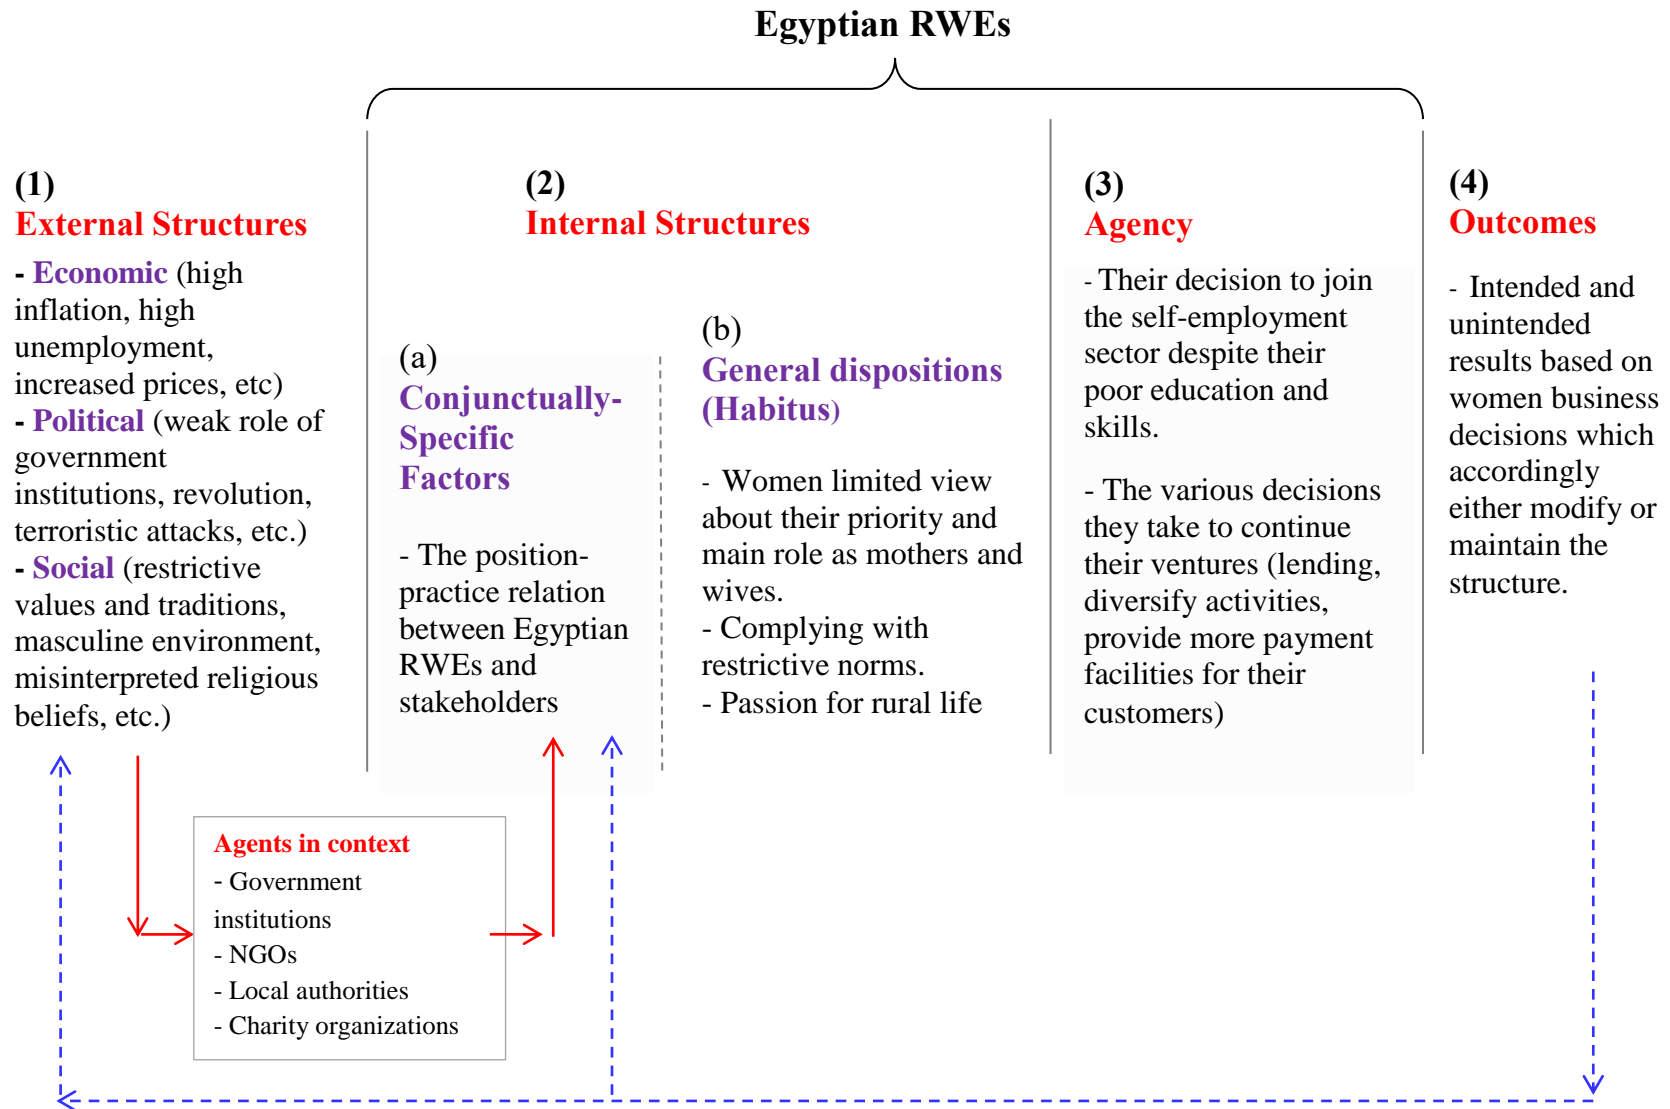 Egyptian RWEs
(1)
External Structures
- Economic (high
inflation, high
unemployment,
increased prices, etc)
- Political (weak role of
government
institutions, revolution,
terroristic attacks, etc.)
- Social (restrictive
values and traditions,
masculine environment,
misinterpreted religious
beliefs, etc.)
(2)
Internal Structures
(a)
Conjunctually-
Specific
Factors
- The position-
practice relation
between Egyptian
RWEs and
stakeholders
(b)
General dispositions
(Habitus)
- Women limited view
about their priority and
main role as mothers and
wives.
- Complying with
restrictive norms.
- Passion for rural life
(3)
Agency
- Their decision to join
the self-employment
sector despite their
poor education and
skills.
- The various decisions
they take to continue
their ventures (lending,
diversify activities,
provide more payment
facilities for their
customers)
(4)
Outcomes
- Intended and
unintended
results based on
women business
decisions which
accordingly
either modify or
maintain the
structure.
Agents in context
- Government
institutions
- NGOs
- Local authorities
- Charity organizations